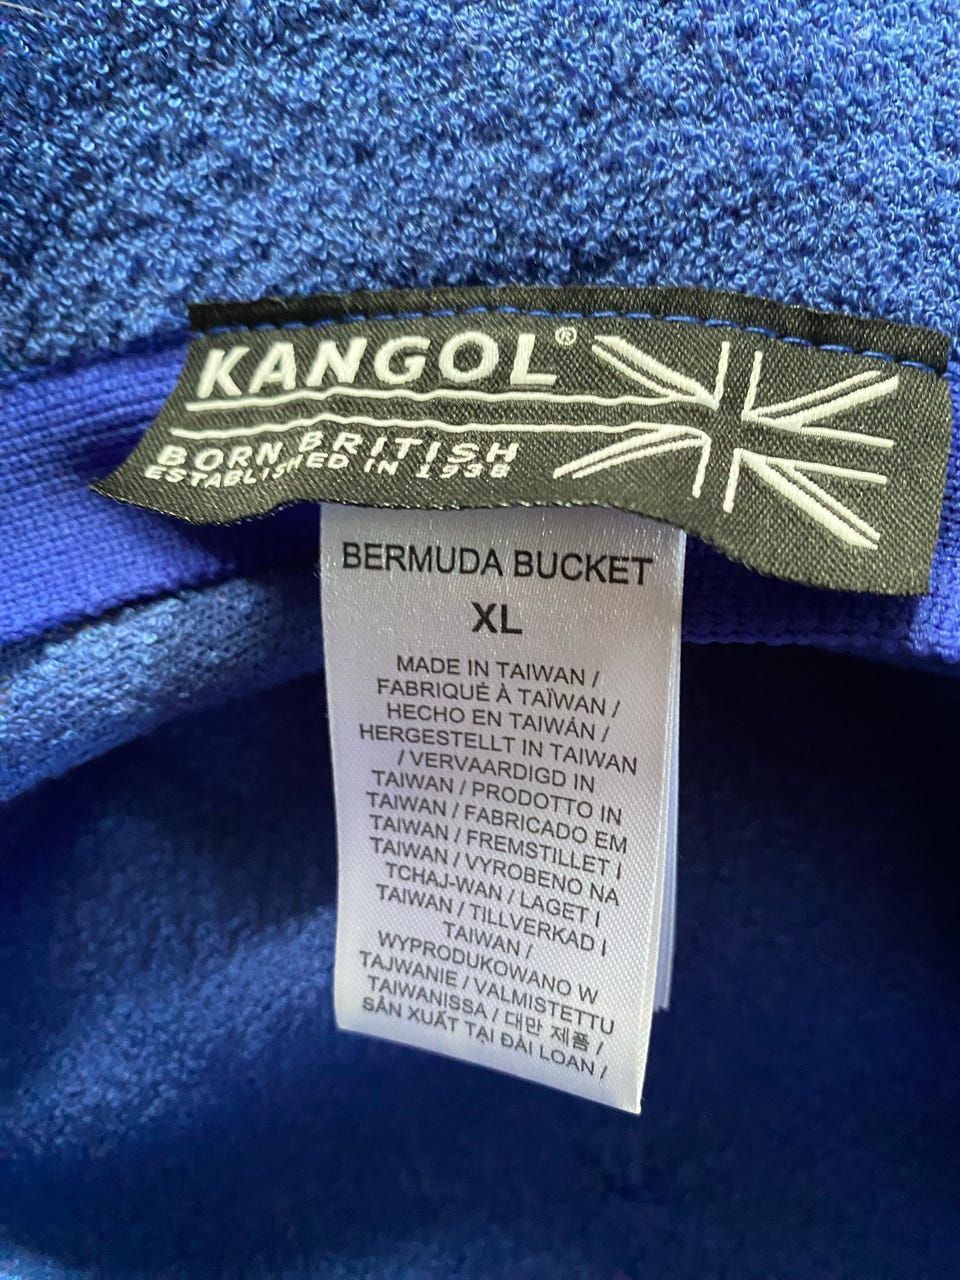 KANGOL®
BORN BRITISH
ESTABLISHED IN 1938
BERMUDA BUCKET
XL
MADE IN TAIWAN /
FABRIQUÉ À TAÏWAN /
HECHO EN TAIWÁN /
HERGESTELLT IN TAIWAN
/ VERVAARDIGD IN
TAIWAN / PRODOTTO IN
TAIWAN / FABRICADO EM
TAIWAN / FREMSTILLET I
TAIWAN / VYROBENO NA
TCHAJ-WAN / LAGET I
TAIWAN / TILLVERKAD I
TAIWAN /
WYPRODUKOWANO W
TAJWANIE / VALMISTETTU
TAIWANISSA / 대만 제품 /
SẢN XUẤT TẠI ĐÀI LOAN /